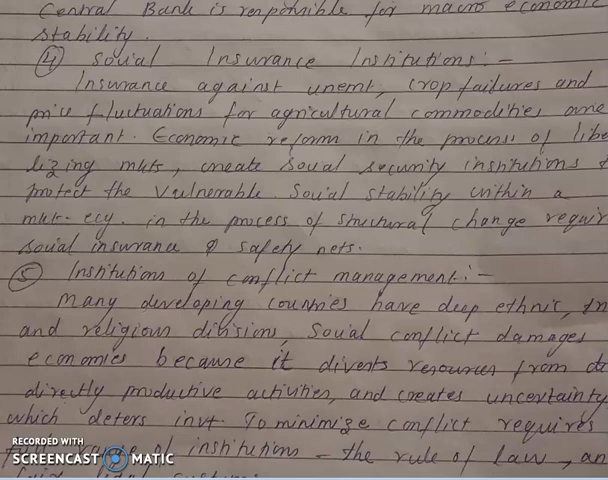 Central Bank is responsible for macro economic
stability.
④ Social Insurance Institutions :-
Insurance against unemt, crop failures and
price fluctuations for agricultural commodities are
important. Economic reform in the process of libe
lizing mkts, create social security institutions t
protect the vulnerable. Social stability within a
mkt- ecy. in the process of structural change requir
social insurance & safety nets.
⑤ Institutions of conflict management :-
Many developing countries have deep ethnic,
and religious divisions, Social conflict damages
economies because it diverts resources from
directly productive activities, and creates uncertainty
which deters invt. To minimize conflict requires
range of institutions - the rule of law, an
RECORDED WITH
SCREENCAST MATIC